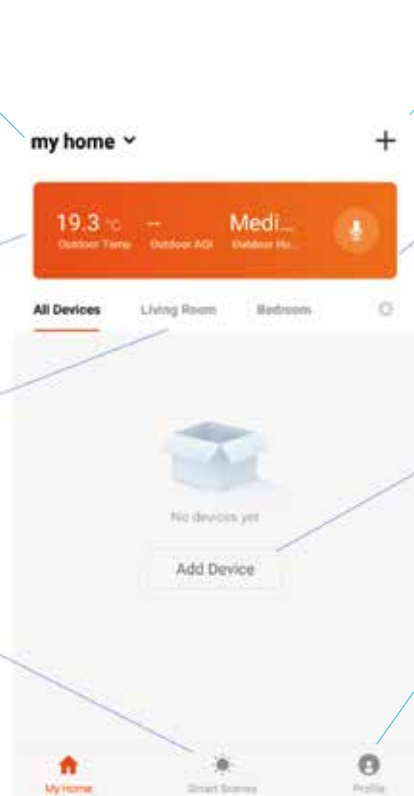 my home
19.3 °C -- Medi...
Outdoor Temp Outdoor AQI Outdoor Hu...
All Devices Living Room Bedroom
No devices yet
Add Device
My Home Smart Scenes Profile